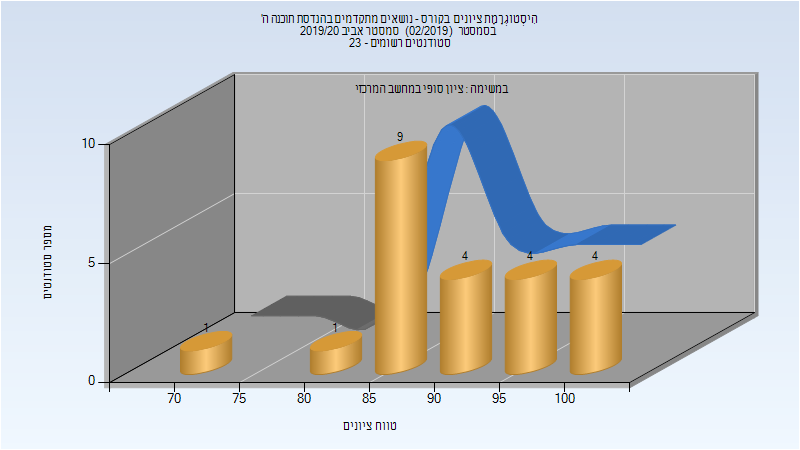 היסטוגרמת ציונים בקורס - נושאים מתקדמים בהנדסת תוכנה ה'
בסמסטר (02/2019) סמסטר אביב 2019/20
סטודנטים רשומים - 23
במשימה : ציון סופי במחשב המרכזי
מספר סטודנטים
10
5
0
1
1
9
4
4
4
70 75 80 85 90 95 100
טווח ציונים